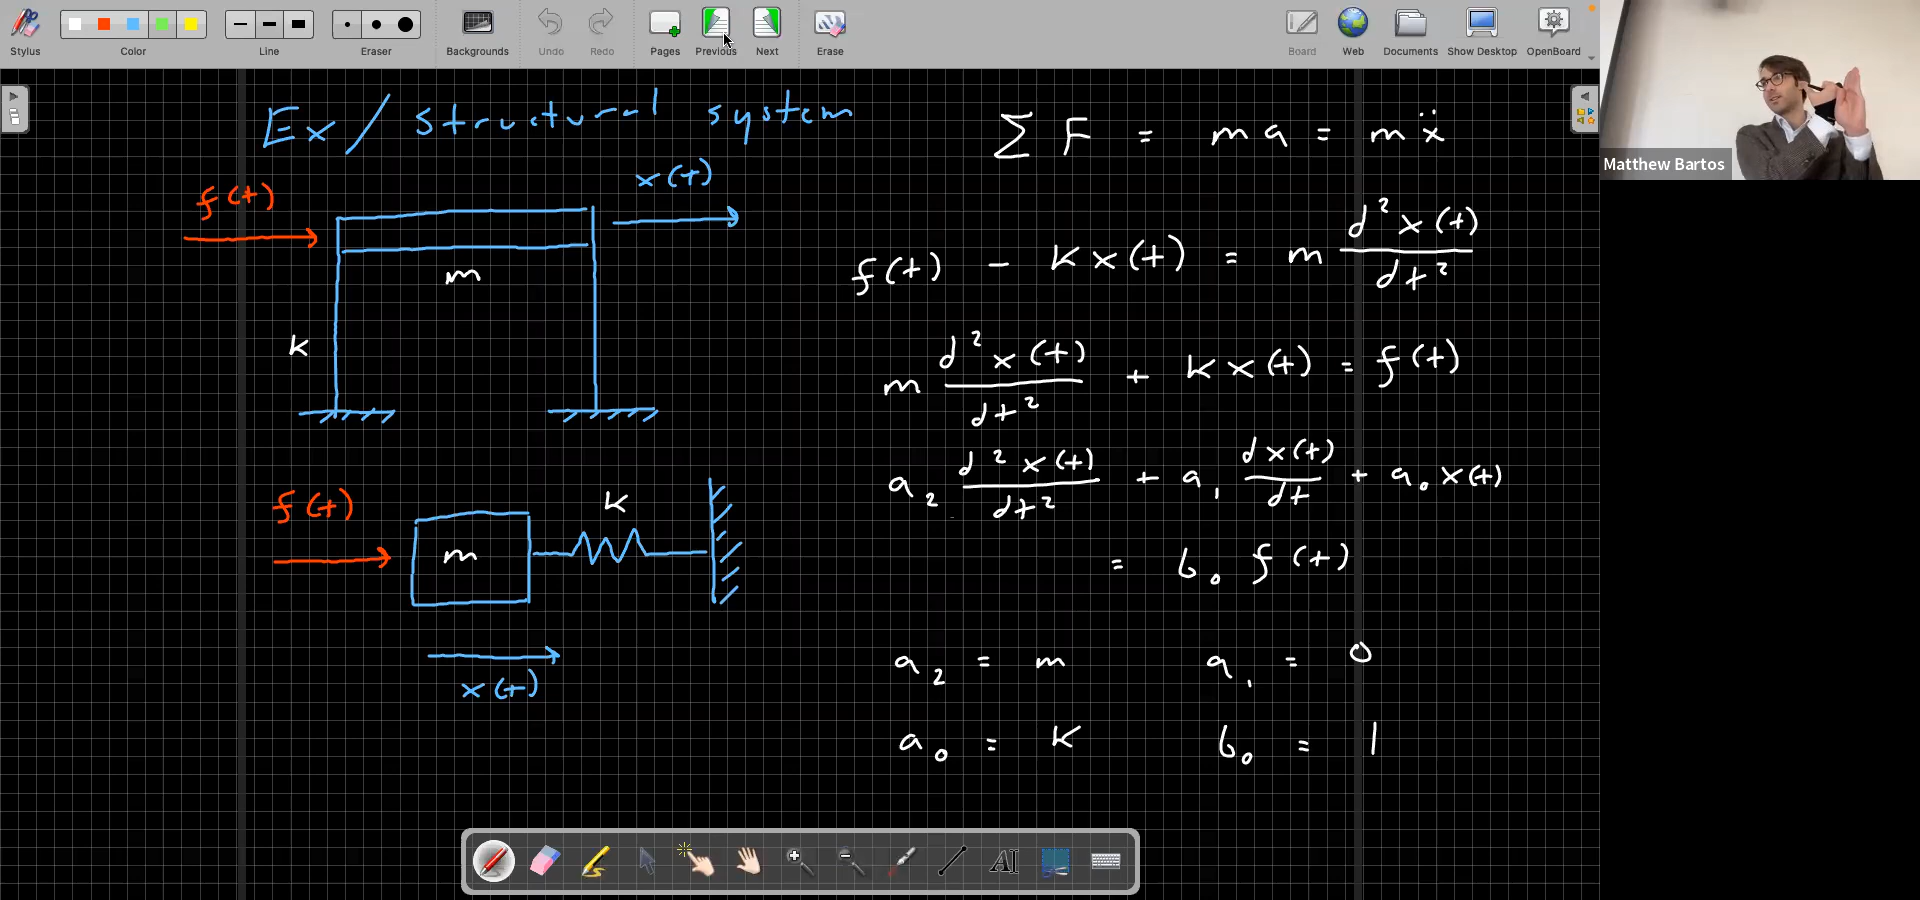 Stylus Color Line Eraser Backgrounds Undo Redo Pages Previous Next Erase Board Web Documents Show Desktop OpenBoard
Matthew Bartos
Ex/ structural system
f(t)
x(t)
m
k
f(t)
m
k
x(t)
∑ F = ma = mẍ
f(t) - kx(t) = m d²x(t)/dt²
m d²x(t)/dt² + kx(t) = f(t)
a₂ d²x(t)/dt² + a₁ dx(t)/dt + a₀ x(t)
= b₀ f(t)
a₂ = m a₁ = 0
a₀ = k b₀ = 1
AI